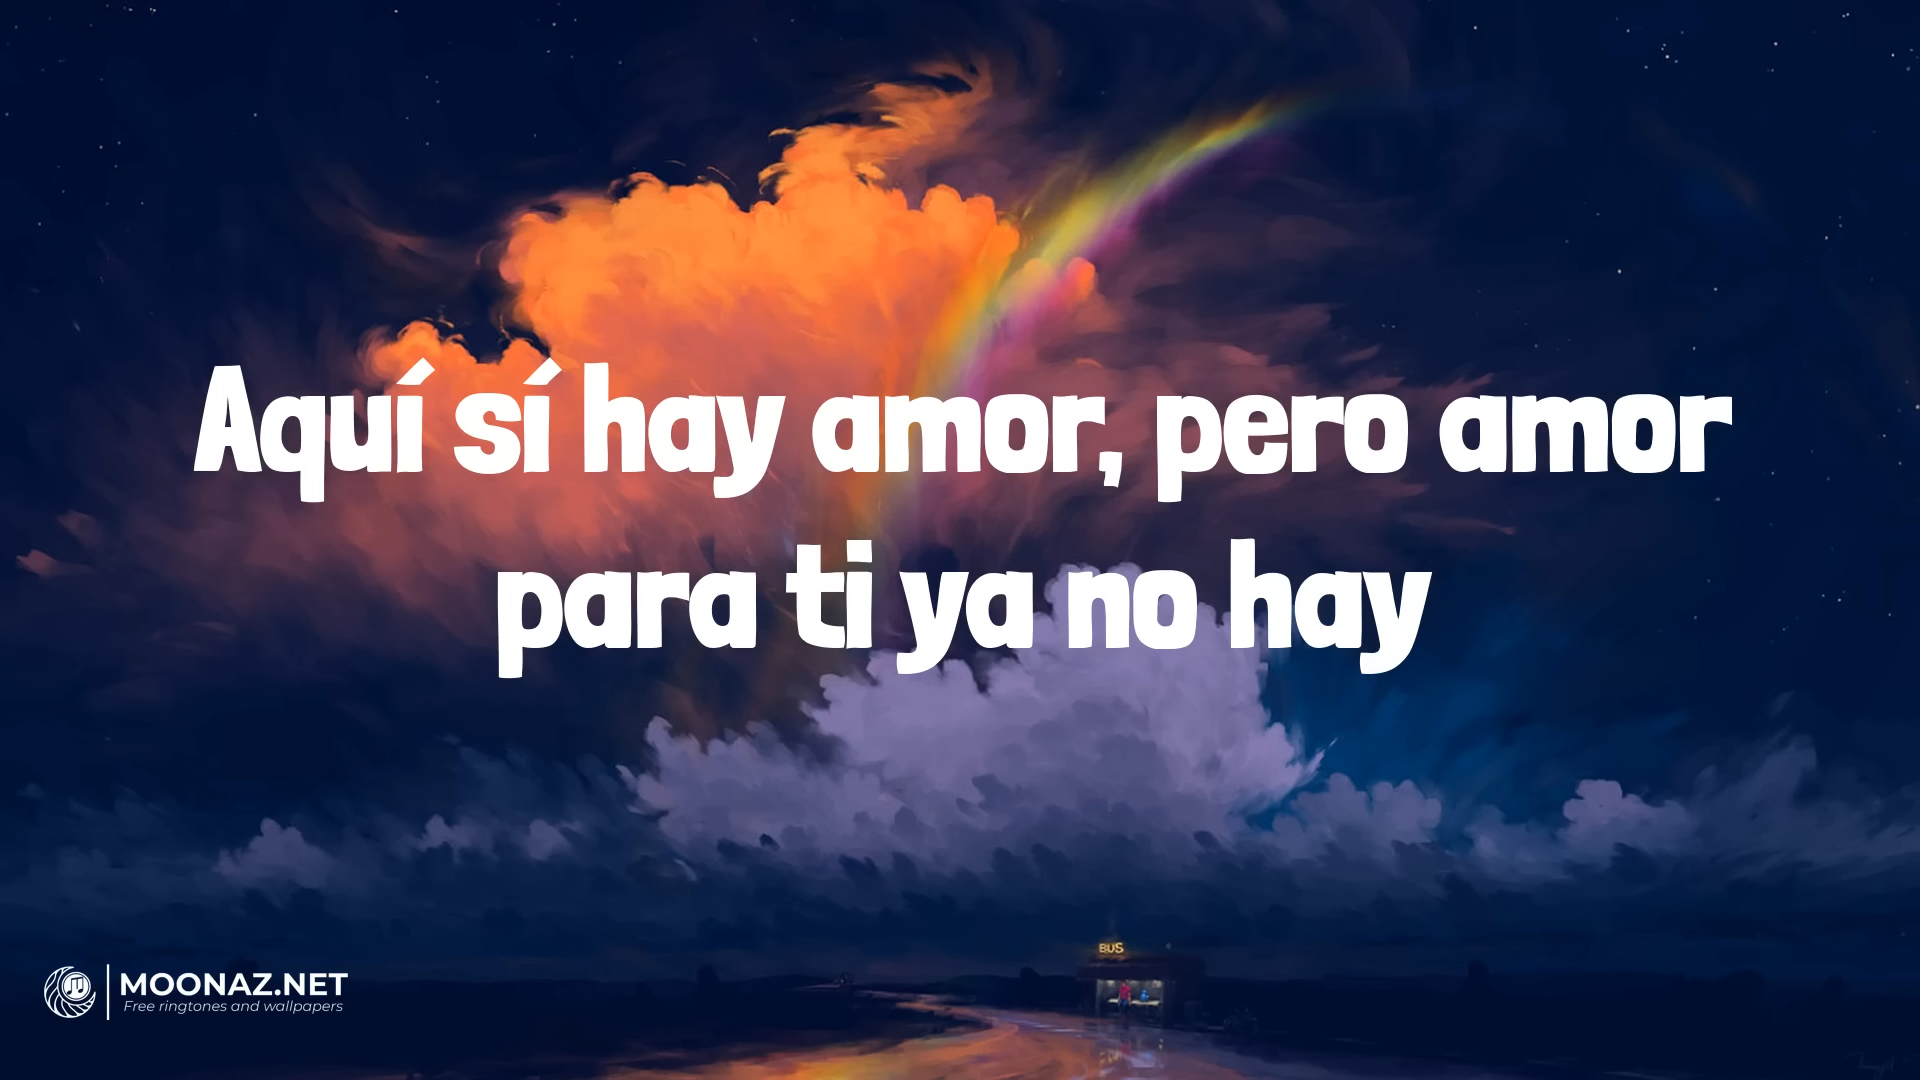 Aquí sí hay amor, pero amor
para ti ya no hay
BUS
MOONAZ.NET
Free ringtones and wallpapers